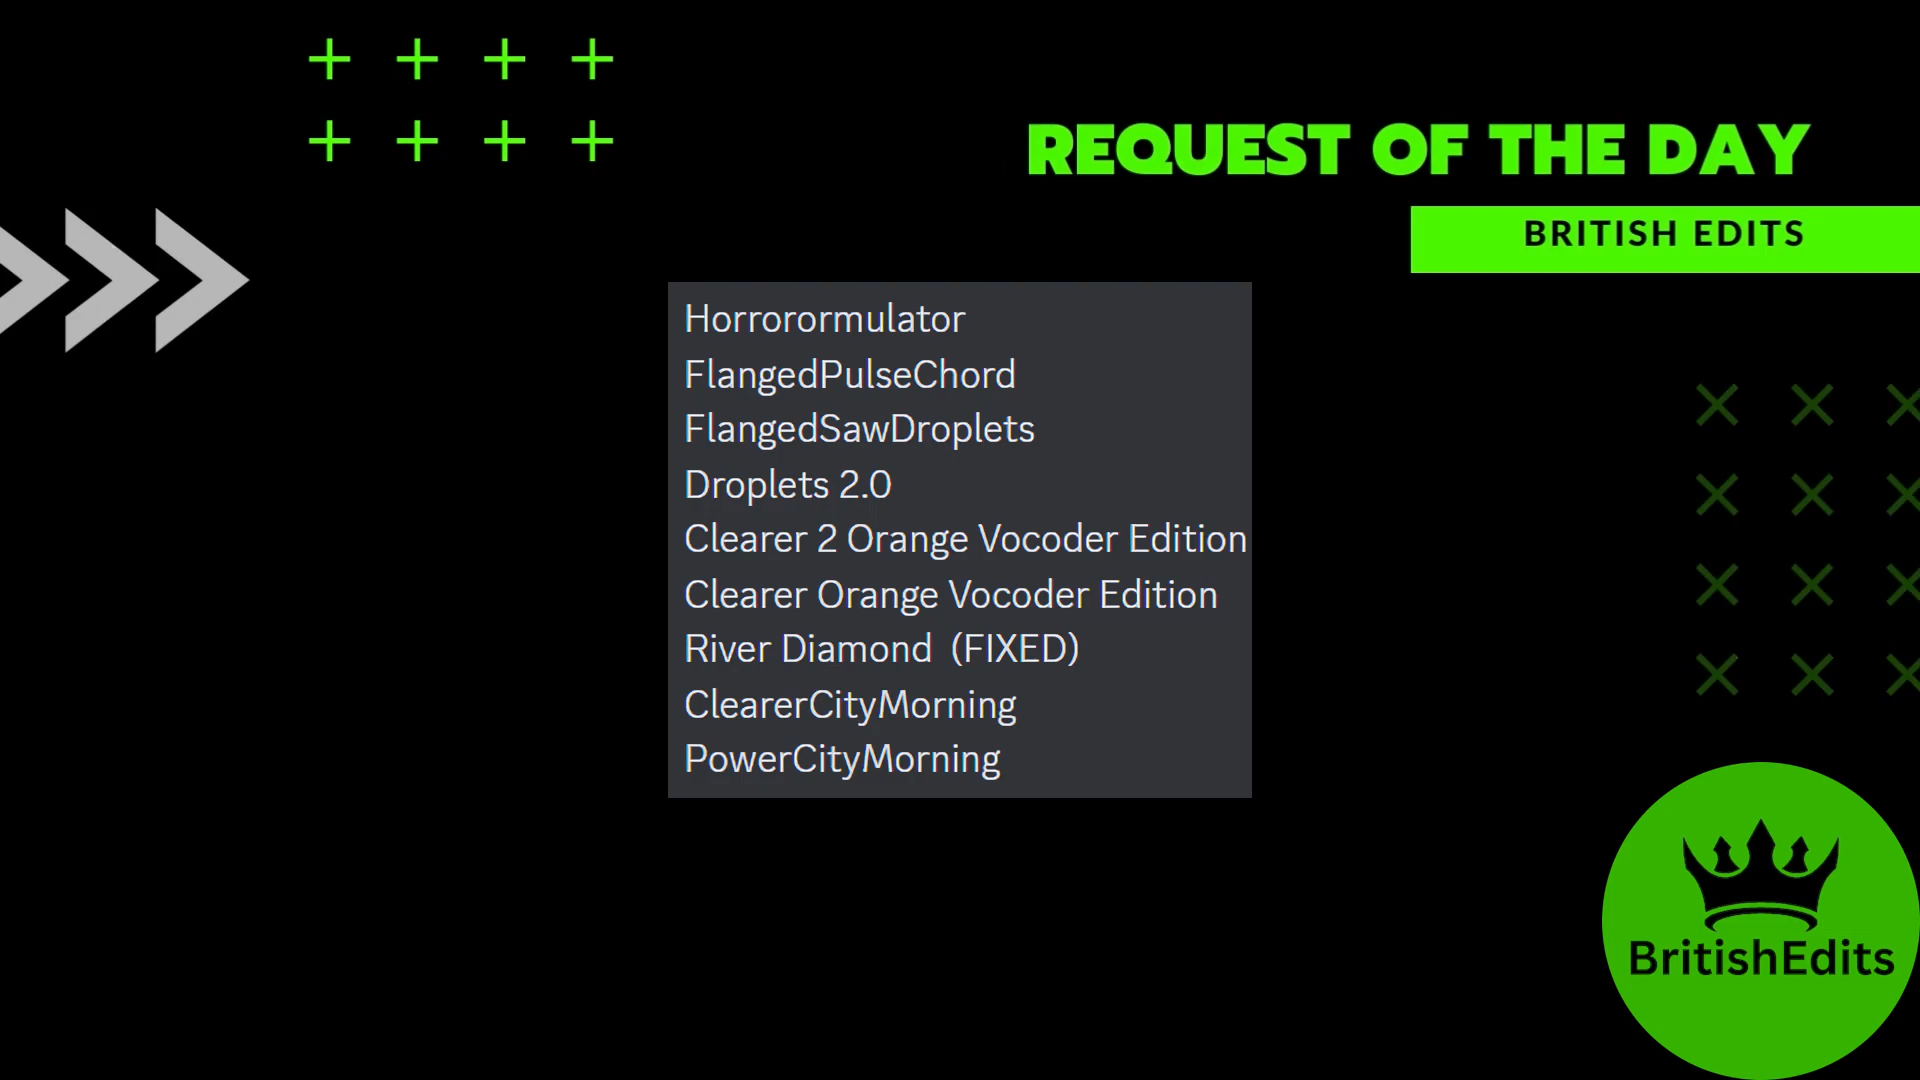 REQUEST OF THE DAY
BRITISH EDITS
Horrorormulator
FlangedPulseChord
FlangedSawDroplets
Droplets 2.0
Clearer 2 Orange Vocoder Edition
Clearer Orange Vocoder Edition
River Diamond (FIXED)
ClearerCityMorning
PowerCityMorning
BritishEdits